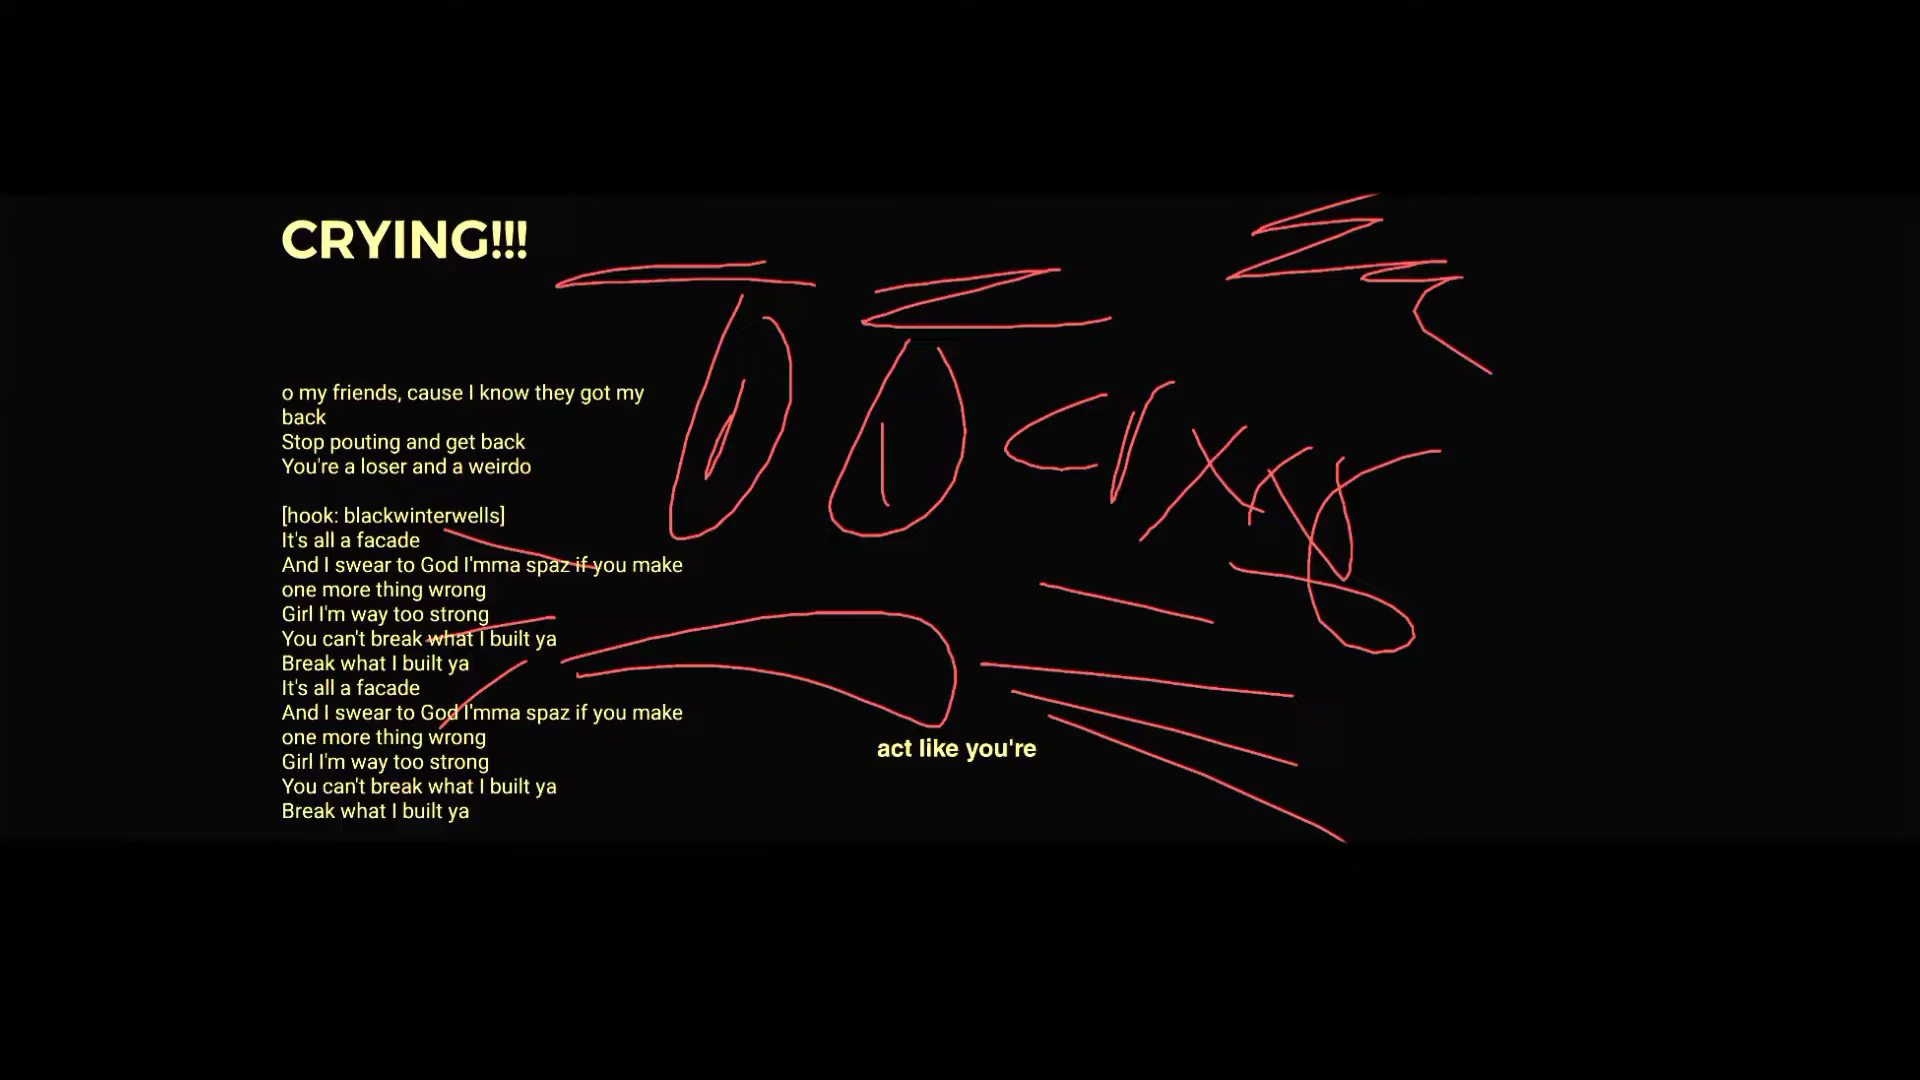 CRYING!!!
o my friends, cause I know they got my
back
Stop pouting and get back
You're a loser and a weirdo
[hook: blackwinterwells]
It's all a facade
And I swear to God I'mma spaz if you make
one more thing wrong
Girl I'm way too strong
You can't break what I built ya
Break what I built ya
It's all a facade
And I swear to God I'mma spaz if you make
one more thing wrong
Girl I'm way too strong
You can't break what I built ya
Break what I built ya
act like you're